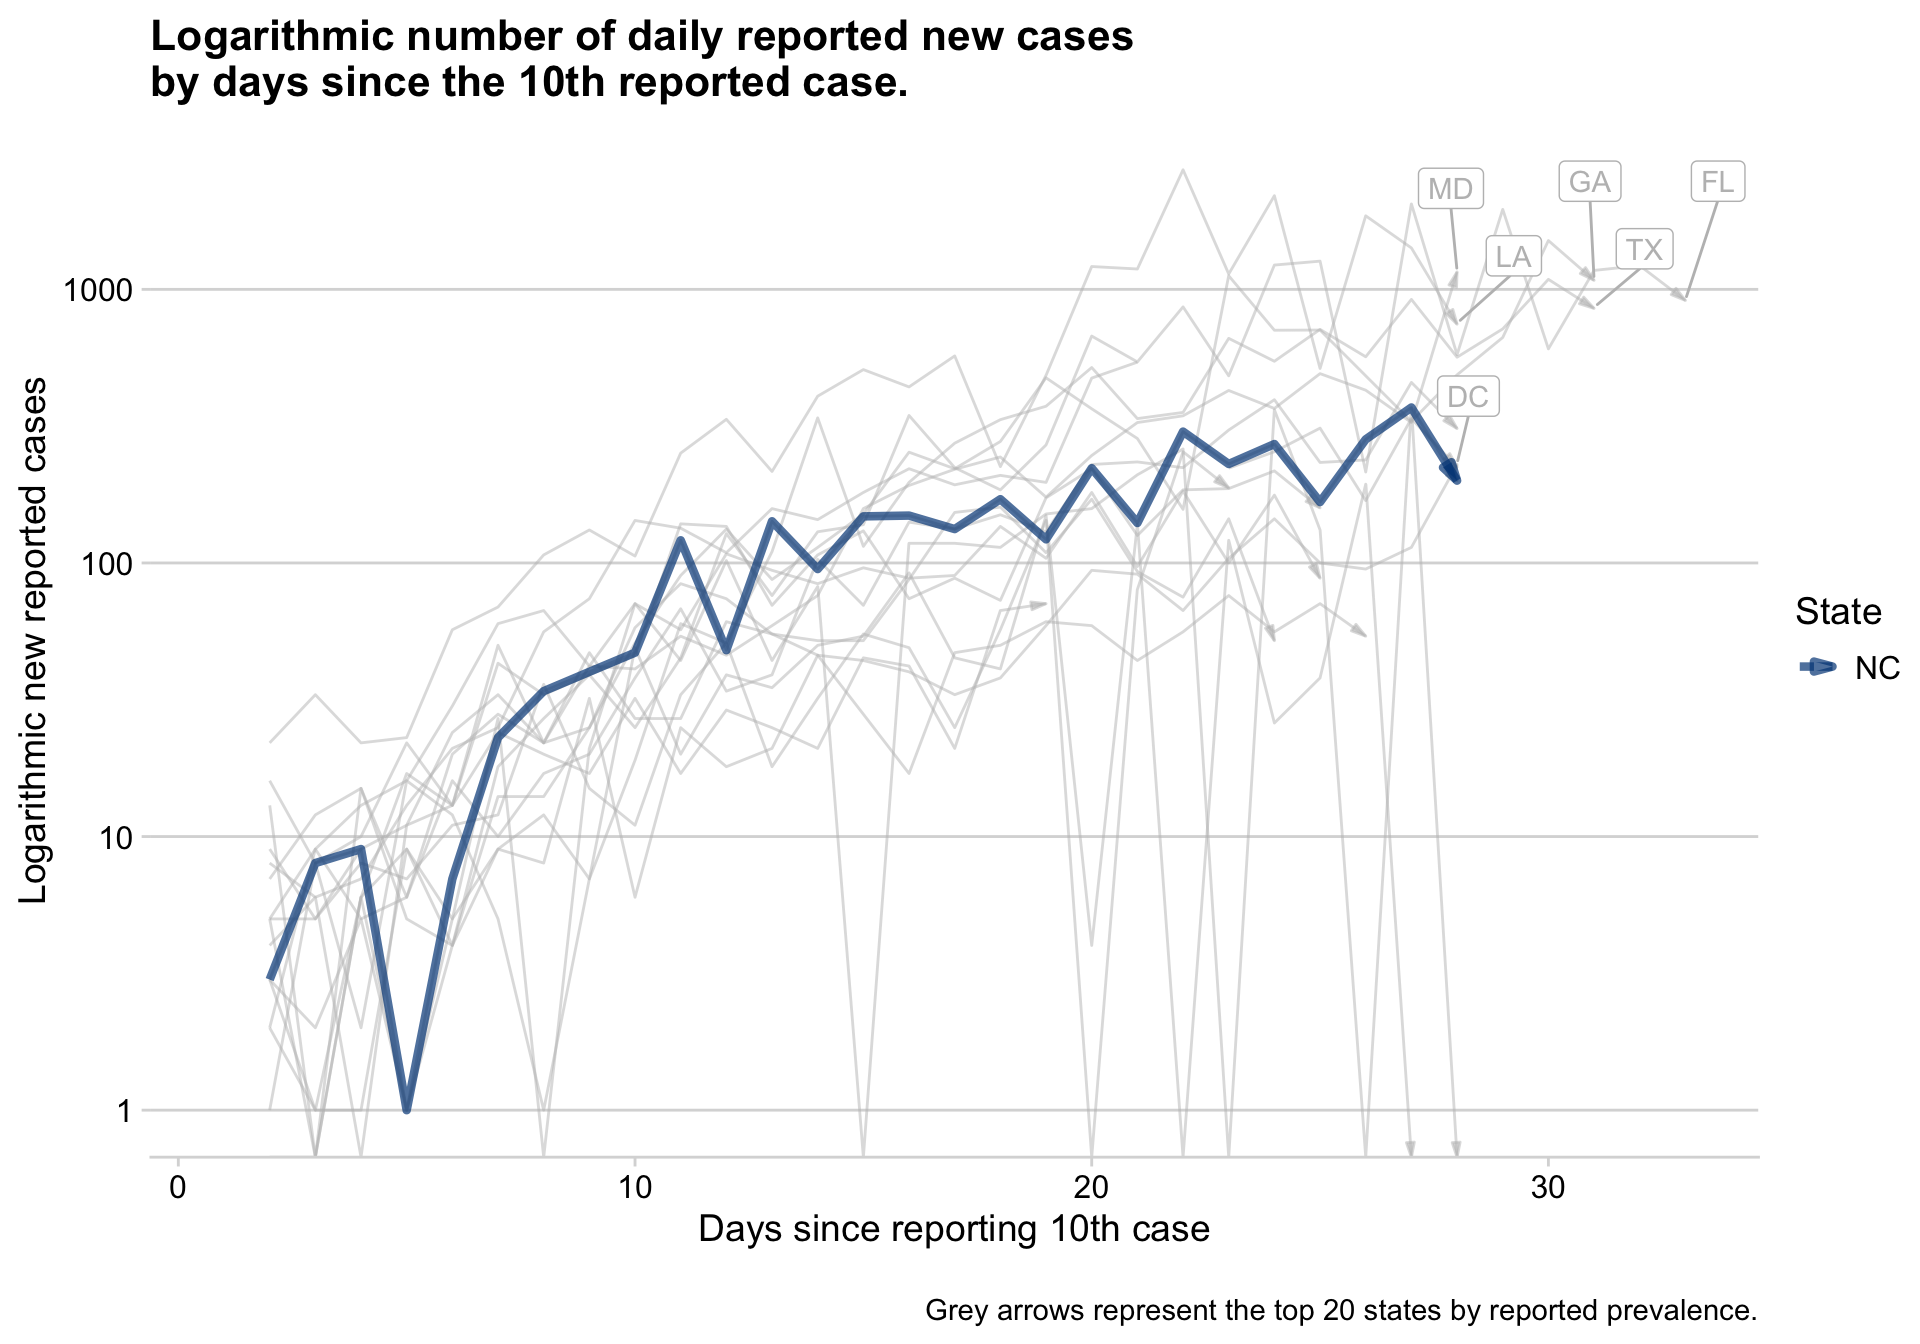 Logarithmic number of daily reported new cases
by days since the 10th reported case.
MD
GA
FL
LA
TX
DC
Logarithmic new reported cases
1000
100
10
1
0
10
20
30
Days since reporting 10th case
State
NC
Grey arrows represent the top 20 states by reported prevalence.